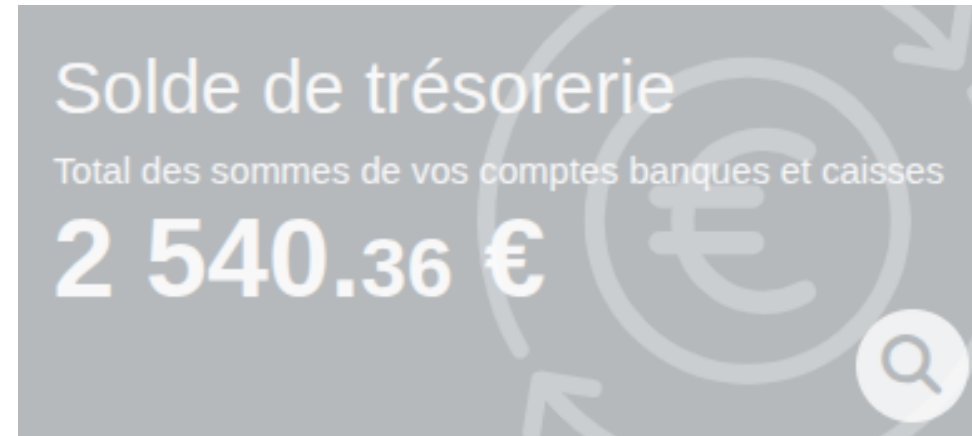 Solde de trésorerie
Total des sommes de vos comptes banques et caisses
2 540.36 €